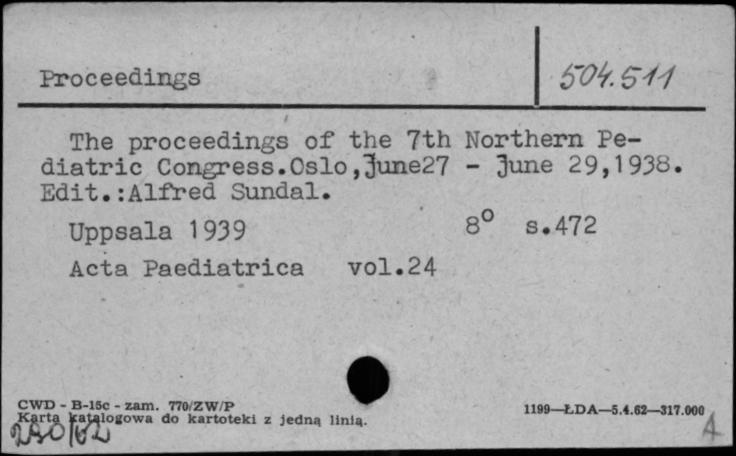 Proceedings
504.511
The proceedings of the 7th Northern Pe-
diatric Congress.Oslo,June27 - June 29,1938.
Edit.:Alfred Sundal.
Uppsala 1939 8° s.472
Acta Paediatrica vol.24
CWD - B-15c - zam. 770/ZW/P
Karta katalogowa do kartoteki z jedną linią.
1199—ŁDA—5.4.62—317.000